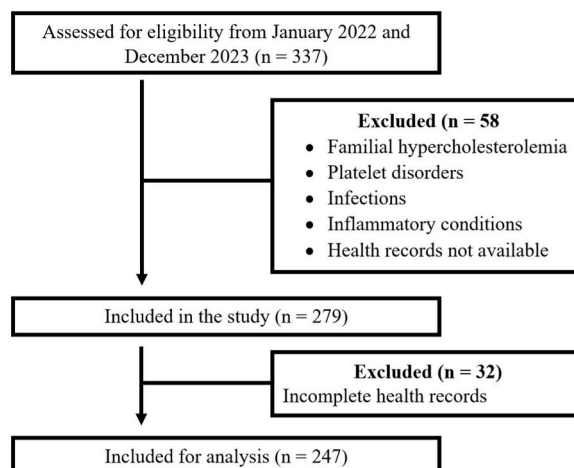 Assessed for eligibility from January 2022 and
December 2023 (n = 337)
Excluded (n = 58
• Familial hypercholesterolemia
• Platelet disorders
• Infections
• Inflammatory conditions
• Health records not available
Included in the study (n = 279)
Excluded (n = 32)
Incomplete health records
Included for analysis (n = 247)